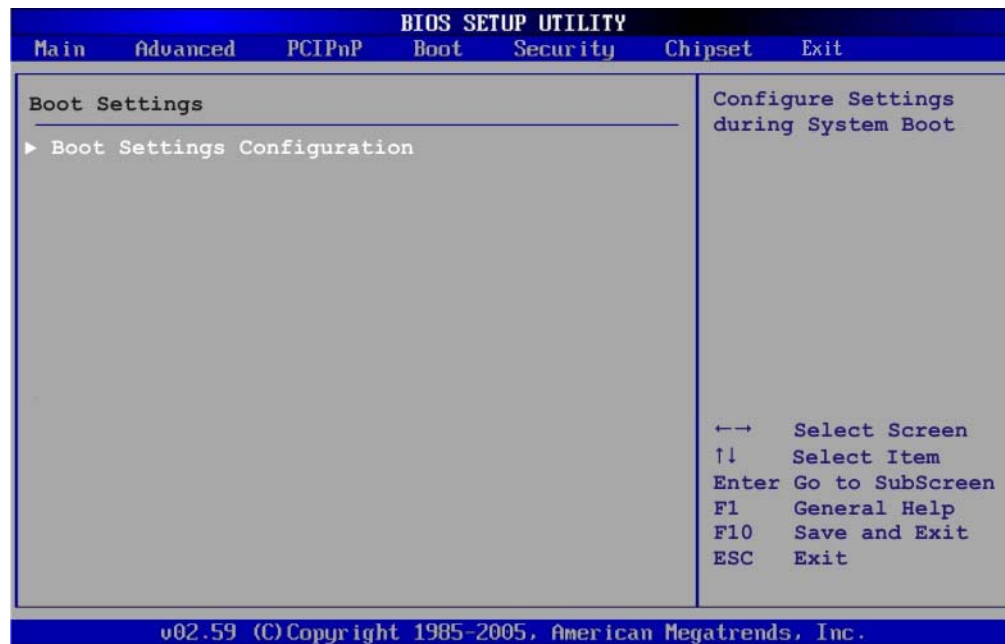 BIOS SETUP UTILITY
Main Advanced PCIPnP Boot Security Chipset Exit
Boot Settings
▶ Boot Settings Configuration
Configure Settings
during System Boot
←→ Select Screen
↑↓ Select Item
Enter Go to SubScreen
F1 General Help
F10 Save and Exit
ESC Exit
v02.59 (C)Copyright 1985-2005, American Megatrends, Inc.